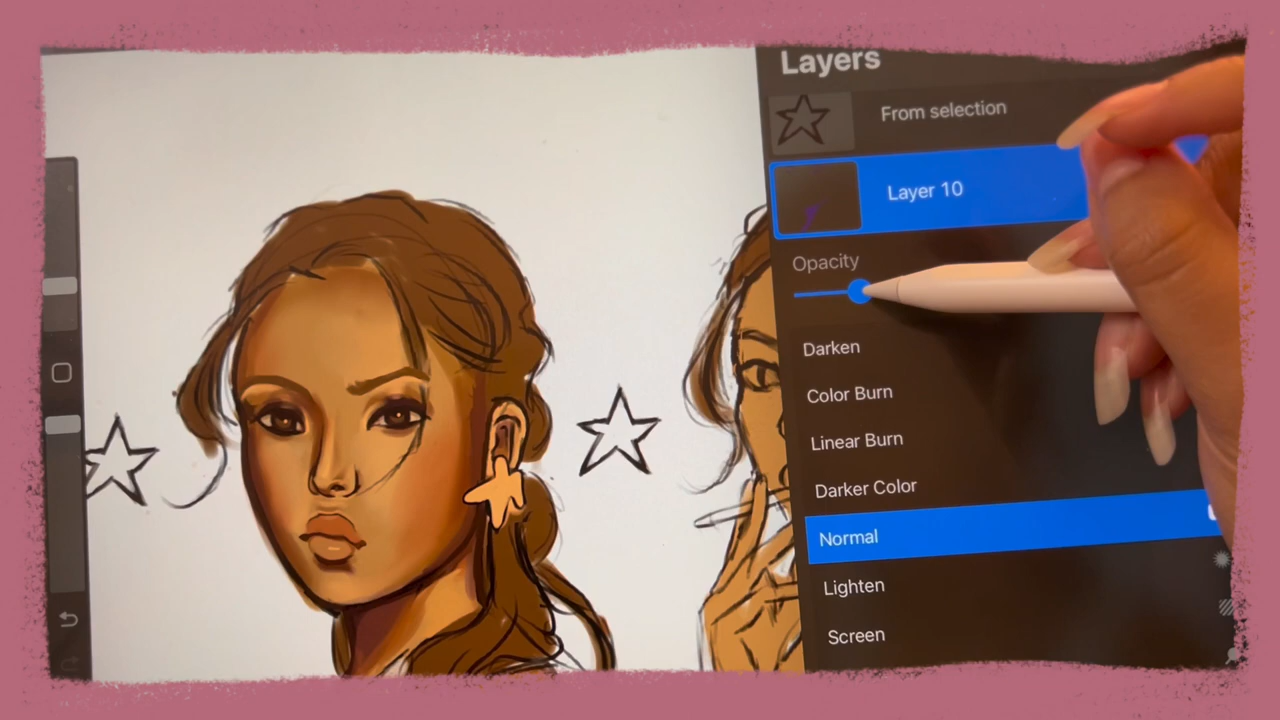 Layers
From selection
Layer 10
Opacity
Darken
Color Burn
Linear Burn
Darker Color
Normal
Lighten
Screen